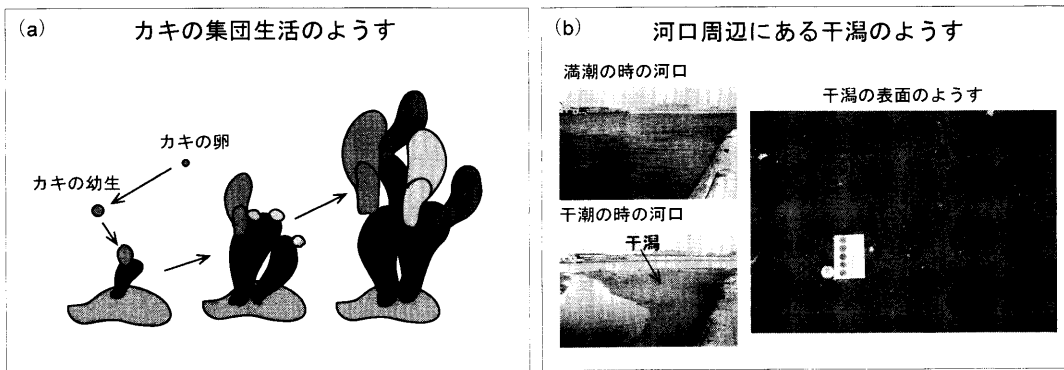 (a)
カキの集団生活のようす
カキの卵
カキの幼生
(b)
河口周辺にある干潟のようす
満潮の時の河口
干潟の表面のようす
干潮の時の河口
干潟